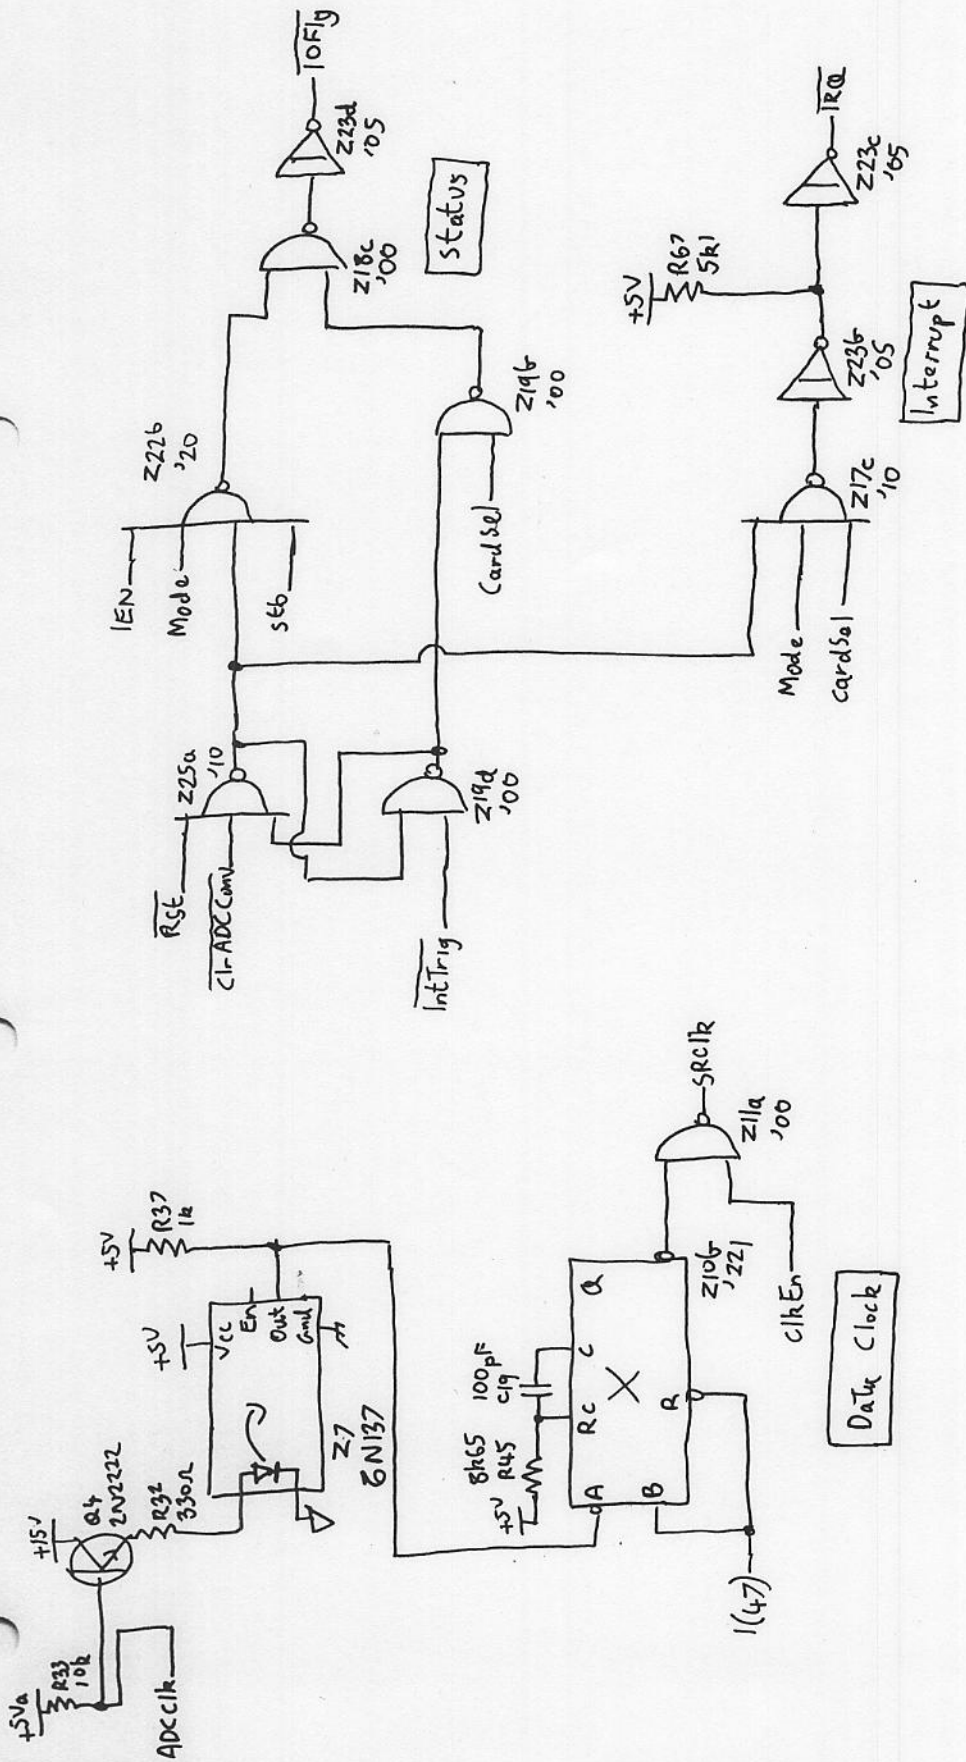 +5Va
R33
10k
ADCClk
+15V
Q4
2N2222
R32
330Ω
+5V
Vcc
En
Out
Gnd
Z7
6N137
+5V
R37
1k
+5V
8k65
R45
100pF
C19
A
B
Rc
C
X
Q
R
Z10b
'221
1(47)
ClkEn
Z11a
'00
SRClk
Data Clock
Rst
Clr ADC Conv
IntTrig
Z25a
'10
Z19d
'00
IEN
Mode
Stb
Z22b
'20
CardSel
Z19b
'00
Z18c
'00
Z23d
'05
IOFlg
Status
Mode
CardSel
Z17c
'10
Z23b
'05
+5V
R67
5k1
Z23c
'05
IRQ
Interrupt